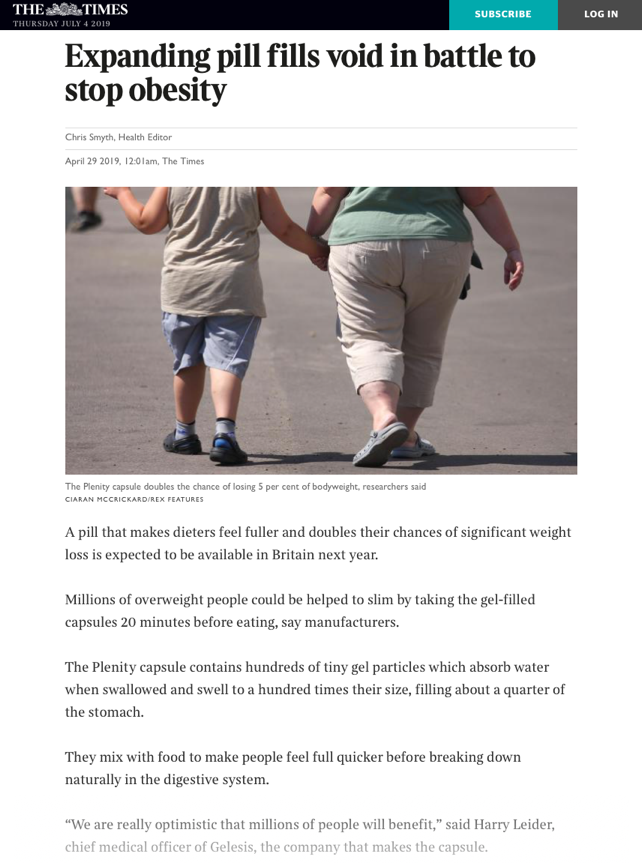 THE TIMES
THURSDAY JULY 4 2019
SUBSCRIBE
LOG IN
Expanding pill fills void in battle to
stop obesity
Chris Smyth, Health Editor
April 29 2019, 12:01am, The Times
The Plenity capsule doubles the chance of losing 5 per cent of bodyweight, researchers said
CIARAN MCCRICKARD/REX FEATURES
A pill that makes dieters feel fuller and doubles their chances of significant weight
loss is expected to be available in Britain next year.
Millions of overweight people could be helped to slim by taking the gel-filled
capsules 20 minutes before eating, say manufacturers.
The Plenity capsule contains hundreds of tiny gel particles which absorb water
when swallowed and swell to a hundred times their size, filling about a quarter of
the stomach.
They mix with food to make people feel full quicker before breaking down
naturally in the digestive system.
“We are really optimistic that millions of people will benefit,” said Harry Leider,
chief medical officer of Gelesis, the company that makes the capsule.